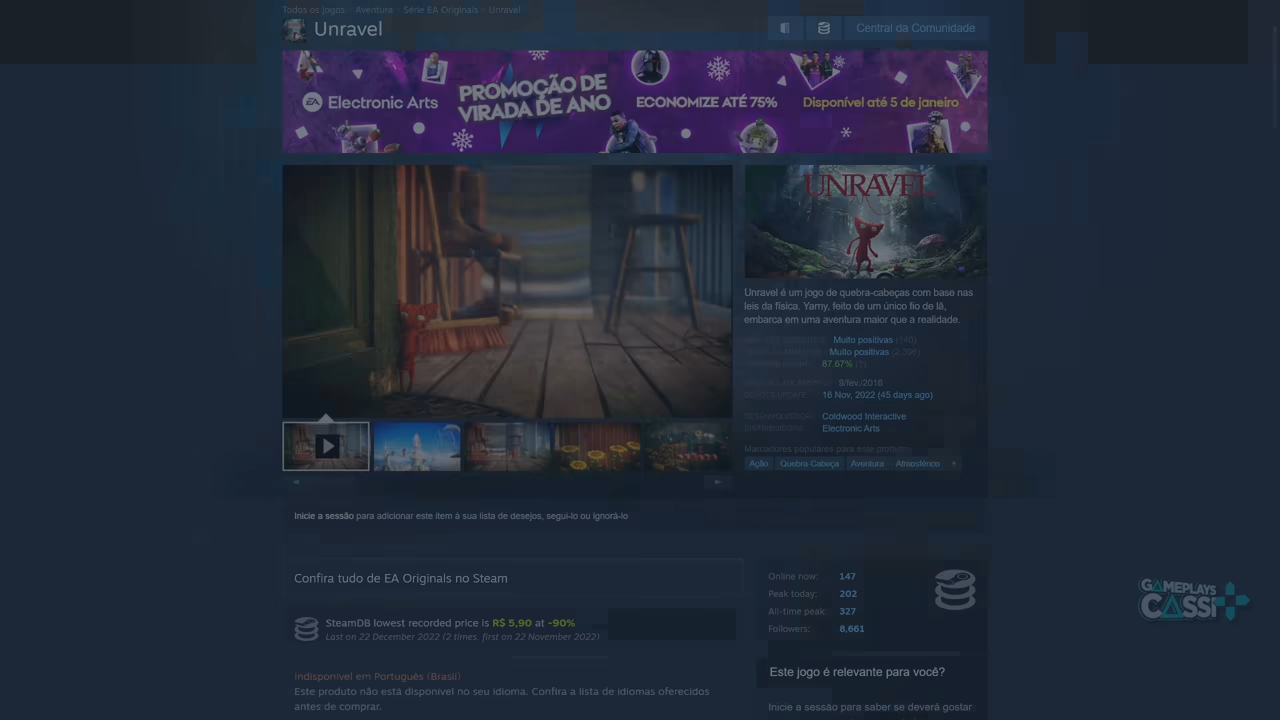 Todos os jogos > Aventura > Série EA Originals > Unravel
Unravel
Central da Comunidade
EA Electronic Arts
PROMOÇÃO DE
VIRADA DE ANO
ECONOMIZE ATÉ 75%
Disponível até 5 de janeiro
UNRAVEL
Unravel é um jogo de quebra-cabeças com base nas
leis da física. Yarny, feito de um único fio de lã,
embarca em uma aventura maior que a realidade.
Muito positivas (140)
Muito positivas
87.67%
9/fev./2016
16 Nov, 2022 (45 days ago)
Coldwood Interactive
Electronic Arts
Marcadores populares para este produto:
Ação Quebra-Cabeça Aventura Atmosférico +
Inicie a sessão para adicionar este item à sua lista de desejos, segui-lo ou ignorá-lo
Confira tudo de EA Originals no Steam
Online now: 147
Peak today: 202
All-time peak: 327
Followers: 8,661
SteamDB lowest recorded price is R$ 5,90 at -90%
Last on 22 December 2022 (2 times, first on 22 November 2022)
GAMEPLAYS
CASSI
Indisponível em Português (Brasil)
Este produto não está disponível no seu idioma. Confira a lista de idiomas oferecidos
antes de comprar.
Este jogo é relevante para você?
Inicie a sessão para saber se deverá gostar